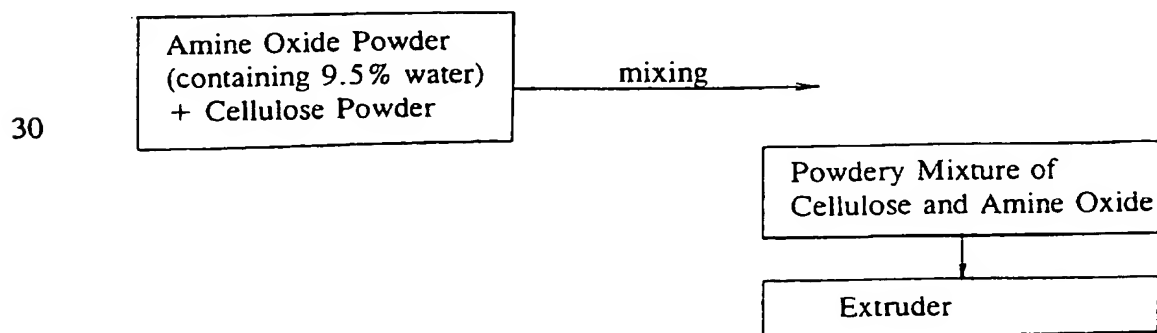 Amine Oxide Powder
(containing 9.5% water)
+ Cellulose Powder
mixing
30
Powdery Mixture of
Cellulose and Amine Oxide
Extruder